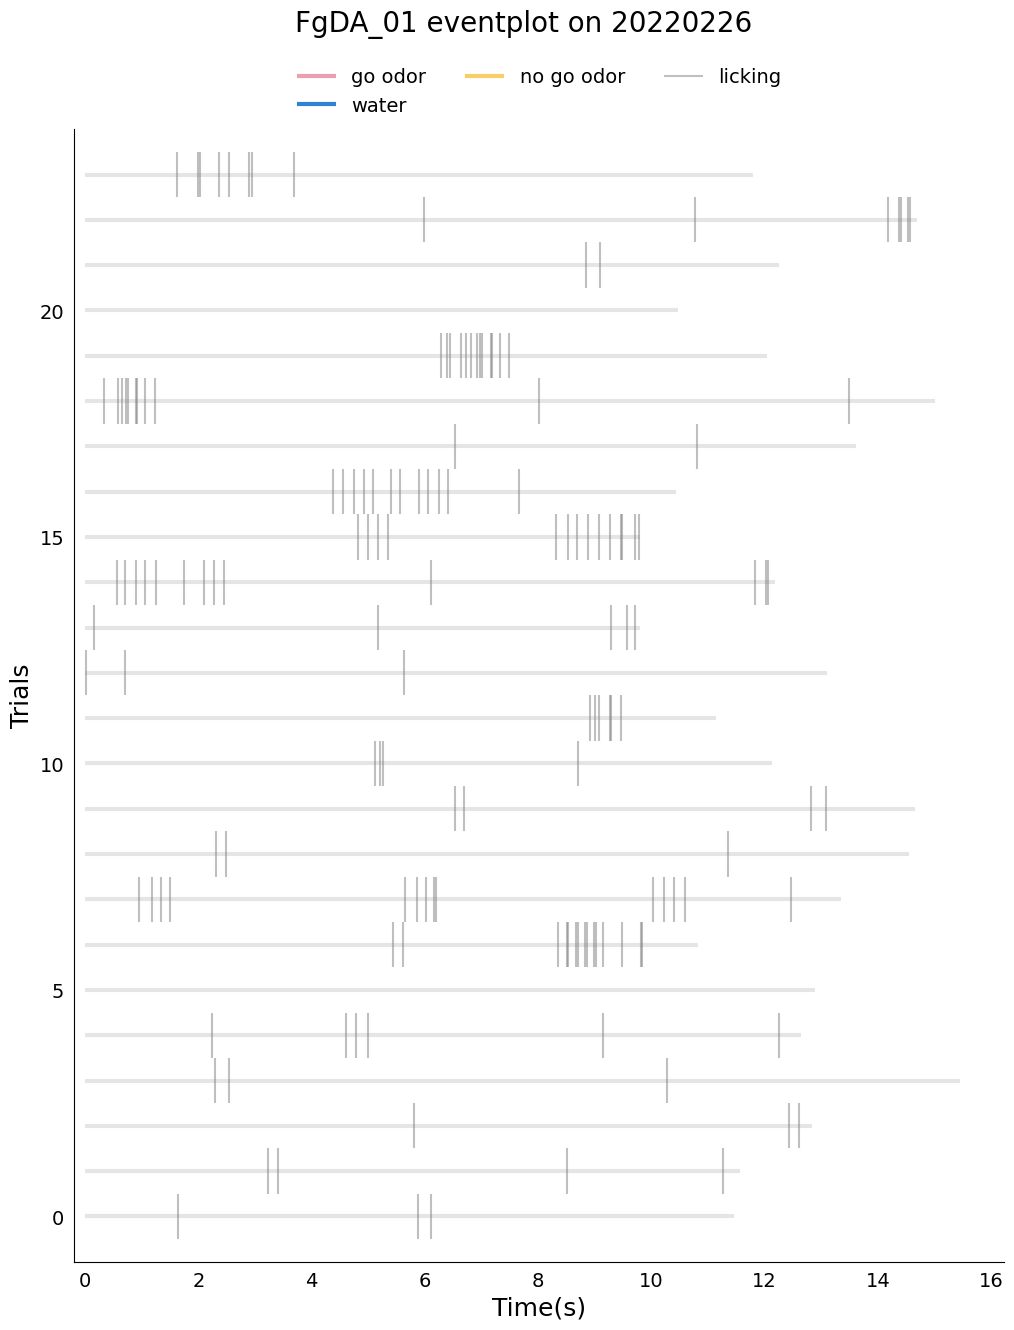 FgDA_01 eventplot on 20220226
go odor
no go odor
licking
water
20
15
10
5
0
Trials
0 2 4 6 8 10 12 14 16
Time(s)